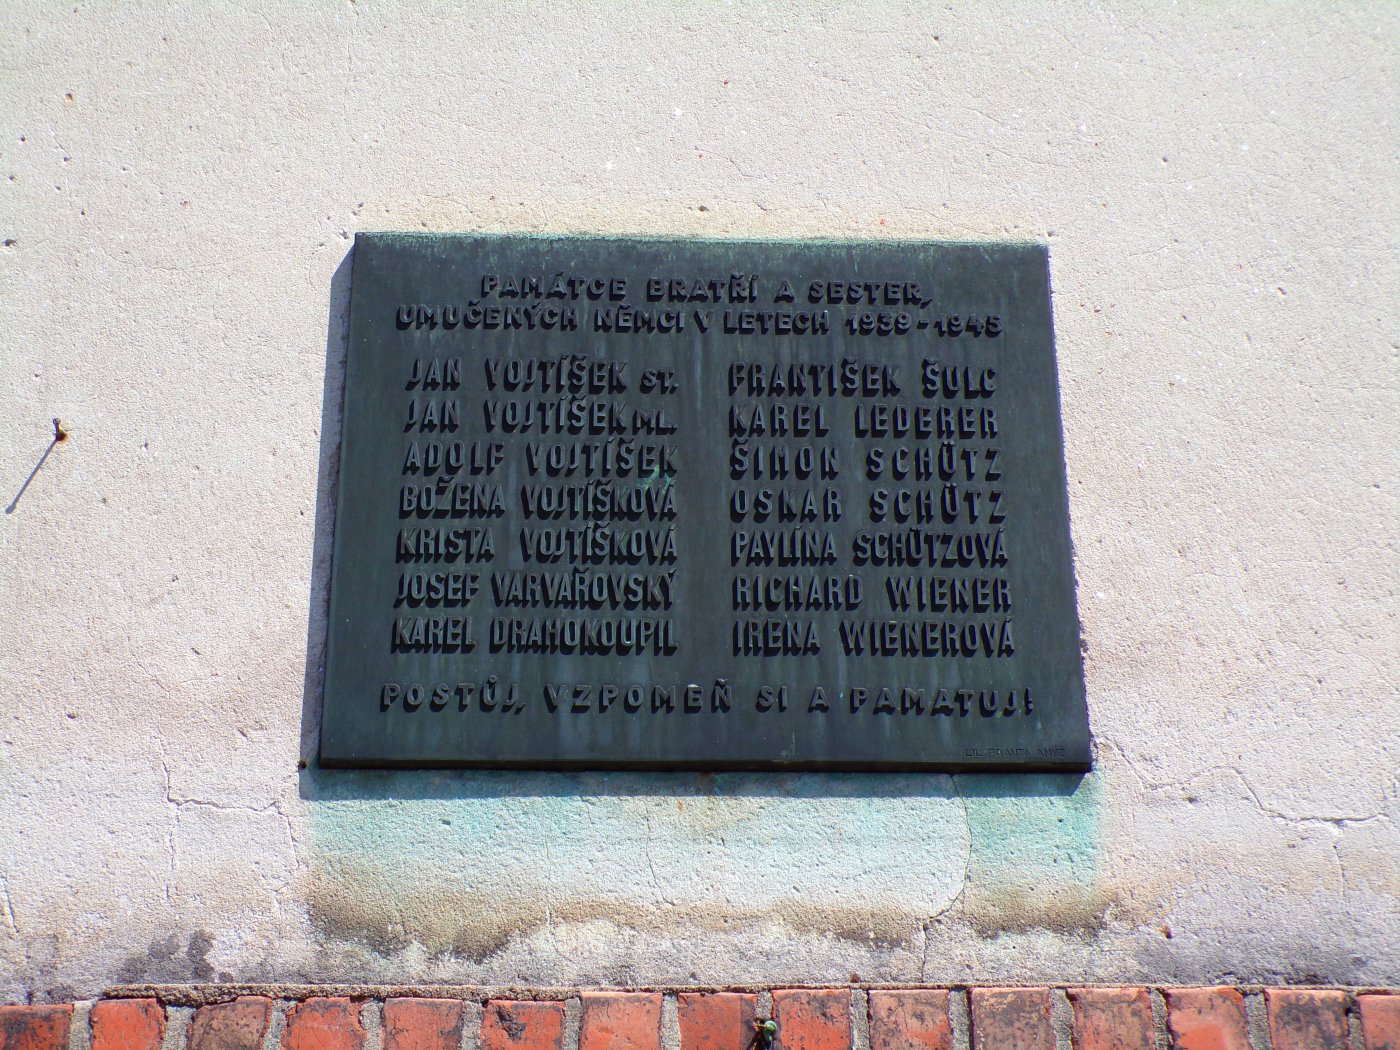 PAMÁTCE BRATŘÍ A SESTER,
UMUČENÝCH NĚMCI V LETECH 1939-1945
JAN VOJTÍŠEK ST.
JAN VOJTÍŠEK ML.
ADOLF VOJTÍŠEK
BOŽENA VOJTÍŠKOVÁ
KRISTA VOJTÍŠKOVÁ
JOSEF VARVAŘOVSKÝ
KAREL DRAHOKOUPIL
FRANTIŠEK ŠULC
KAREL LEDERER
ŠIMON SCHÜTZ
OSKAR SCHÜTZ
PAVLÍNA SCHÜTZOVÁ
RICHARD WIENER
IRENA WIENEROVÁ
POSTŮJ, VZPOMEŇ SI A PAMATUJ!
LIL. FRANTA